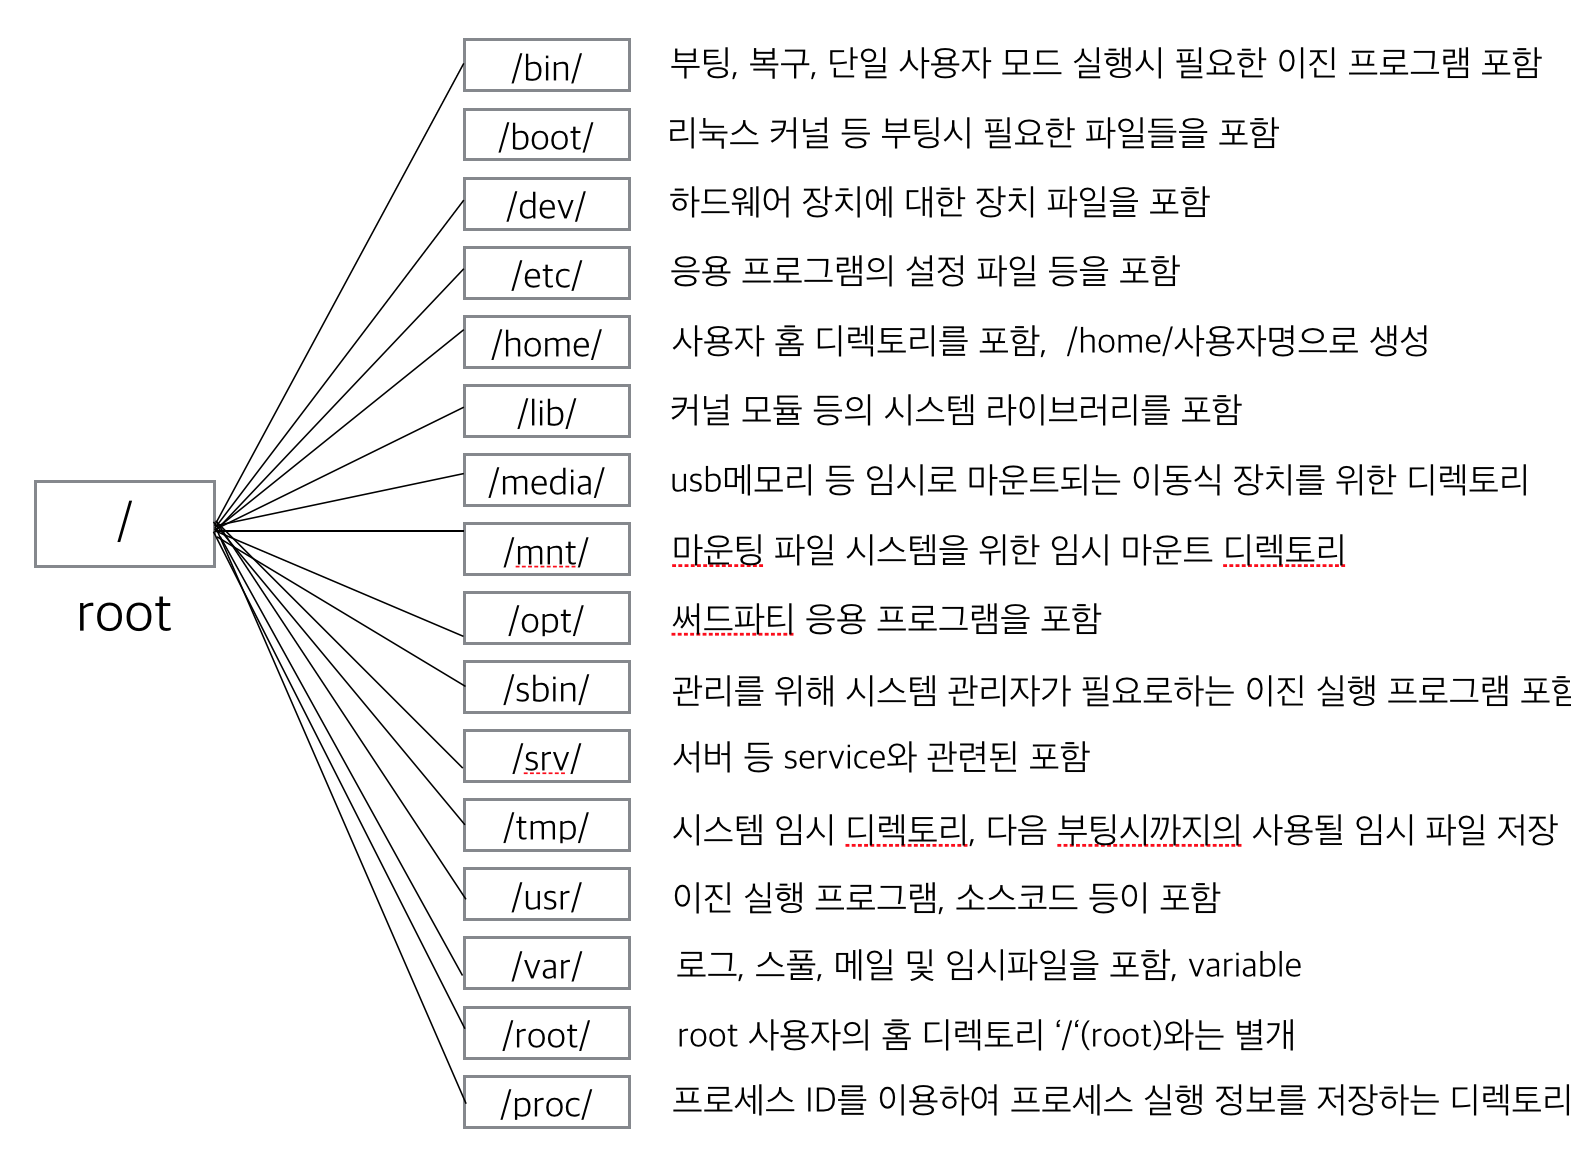 /bin/ 부팅, 복구, 단일 사용자 모드 실행시 필요한 이진 프로그램 포함
/boot/ 리눅스 커널 등 부팅시 필요한 파일들을 포함
/dev/ 하드웨어 장치에 대한 장치 파일을 포함
/etc/ 응용 프로그램의 설정 파일 등을 포함
/home/ 사용자 홈 디렉토리를 포함, /home/사용자명으로 생성
/lib/ 커널 모듈 등의 시스템 라이브러리를 포함
/media/ usb메모리 등 임시로 마운트되는 이동식 장치를 위한 디렉토리
/
root
/mnt/ 마운팅 파일 시스템을 위한 임시 마운트 디렉토리
/opt/ 써드파티 응용 프로그램을 포함
/sbin/ 관리를 위해 시스템 관리자가 필요로하는 이진 실행 프로그램 포함
/srv/ 서버 등 service와 관련된 포함
/tmp/ 시스템 임시 디렉토리, 다음 부팅시까지의 사용될 임시 파일 저장
/usr/ 이진 실행 프로그램, 소스코드 등이 포함
/var/ 로그, 스풀, 메일 및 임시파일을 포함, variable
/root/ root 사용자의 홈 디렉토리 ‘/‘(root)와는 별개
/proc/ 프로세스 ID를 이용하여 프로세스 실행 정보를 저장하는 디렉토리